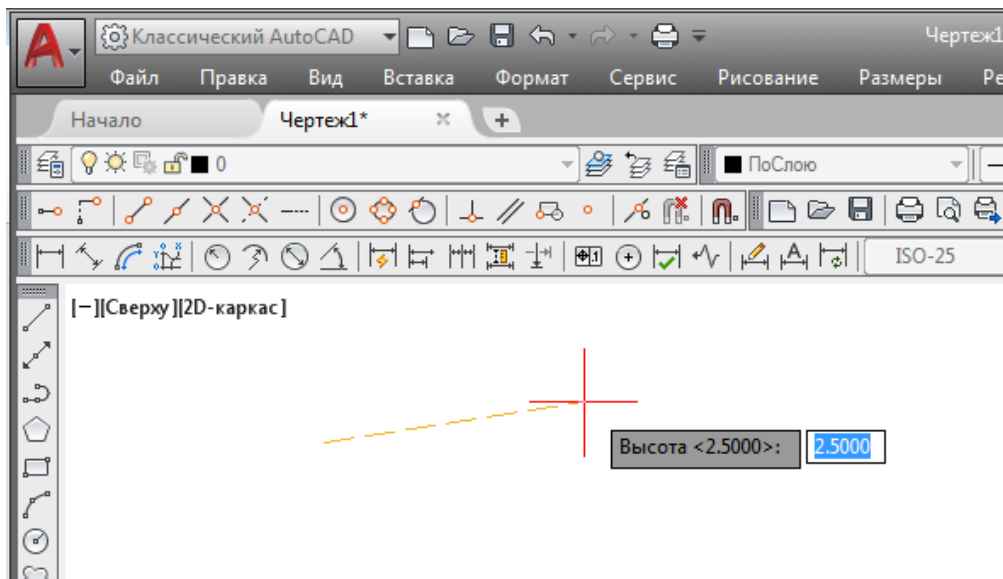 Классический AutoCAD
Чертеж1
Файл Правка Вид Вставка Формат Сервис Рисование Размеры Ре
Начало Чертеж1*
0 ПоСлою
ISO-25
[—][Сверху][2D-каркас]
Высота <2.5000>: 2.5000